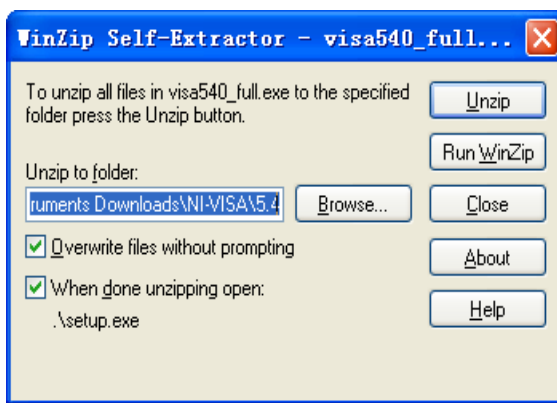 WinZip Self-Extractor - visa540_full...
To unzip all files in visa540_full.exe to the specified
folder press the Unzip button.
Unzip to folder:
ruments Downloads\NI-VISA\5.4
Browse...
Overwrite files without prompting
When done unzipping open:
.\setup.exe
Unzip
Run WinZip
Close
About
Help